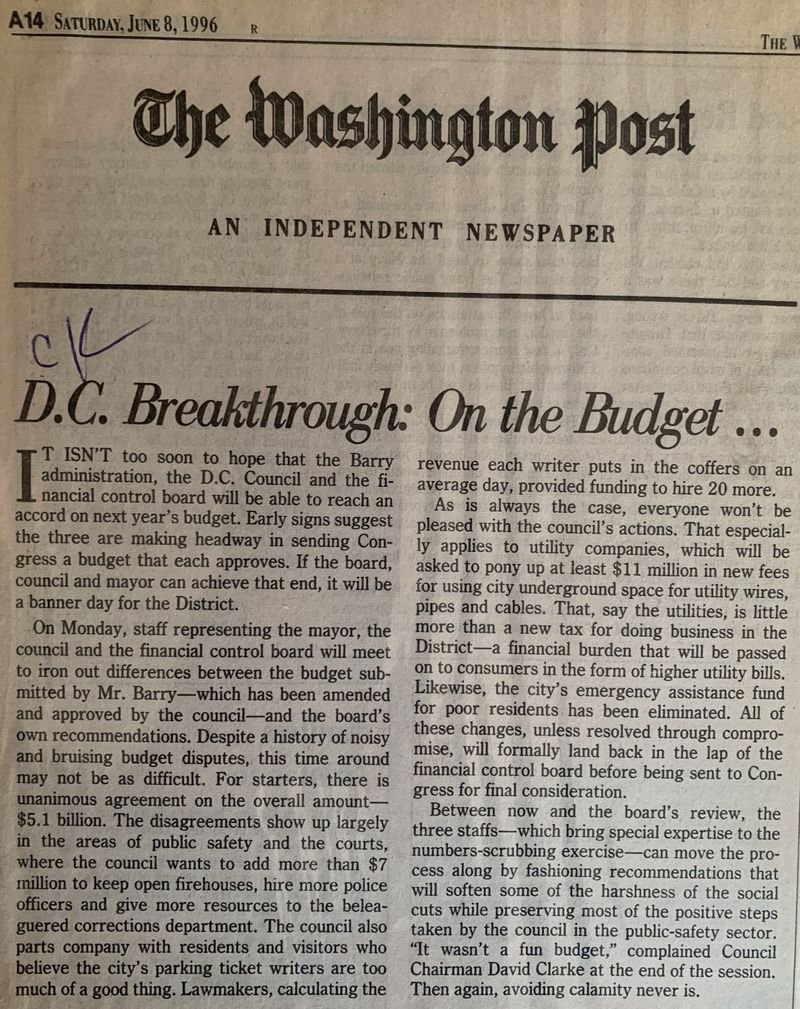 A14 SATURDAY, JUNE 8, 1996 R
THE W
The Washington Post
AN INDEPENDENT NEWSPAPER
D.C. Breakthrough: On the Budget ...
IT ISN'T too soon to hope that the Barry
administration, the D.C. Council and the fi-
nancial control board will be able to reach an
accord on next year's budget. Early signs suggest
the three are making headway in sending Con-
gress a budget that each approves. If the board,
council and mayor can achieve that end, it will be
a banner day for the District.
On Monday, staff representing the mayor, the
council and the financial control board will meet
to iron out differences between the budget sub-
mitted by Mr. Barry—which has been amended
and approved by the council—and the board's
own recommendations. Despite a history of noisy
and bruising budget disputes, this time around
may not be as difficult. For starters, there is
unanimous agreement on the overall amount—
$5.1 billion. The disagreements show up largely
in the areas of public safety and the courts,
where the council wants to add more than $7
million to keep open firehouses, hire more police
officers and give more resources to the belea-
guered corrections department. The council also
parts company with residents and visitors who
believe the city's parking ticket writers are too
much of a good thing. Lawmakers, calculating the
revenue each writer puts in the coffers on an
average day, provided funding to hire 20 more.
As is always the case, everyone won't be
pleased with the council's actions. That especial-
ly applies to utility companies, which will be
asked to pony up at least $11 million in new fees
for using city underground space for utility wires,
pipes and cables. That, say the utilities, is little
more than a new tax for doing business in the
District—a financial burden that will be passed
on to consumers in the form of higher utility bills.
Likewise, the city's emergency assistance fund
for poor residents has been eliminated. All of
these changes, unless resolved through compro-
mise, will formally land back in the lap of the
financial control board before being sent to Con-
gress for final consideration.
Between now and the board's review, the
three staffs—which bring special expertise to the
numbers-scrubbing exercise—can move the pro-
cess along by fashioning recommendations that
will soften some of the harshness of the social
cuts while preserving most of the positive steps
taken by the council in the public-safety sector.
"It wasn't a fun budget," complained Council
Chairman David Clarke at the end of the session.
Then again, avoiding calamity never is.